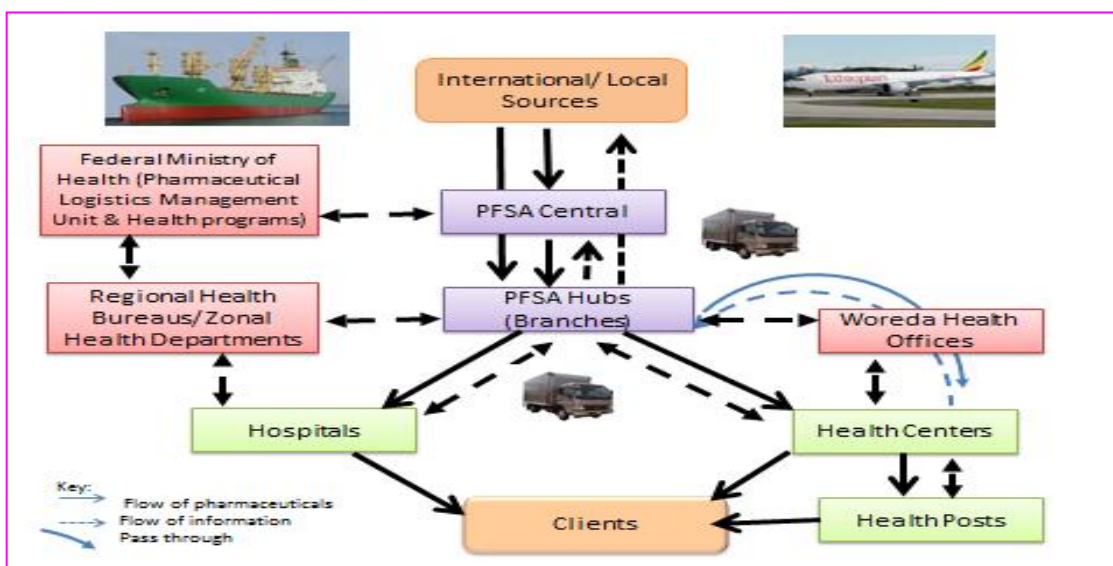 International/ Local
Sources
Ethiopian
Federal Ministry of
Health (Pharmaceutical
Logistics Management
Unit & Health programs)
PFSA Central
Regional Health
Bureaus/ Zonal
Health Departments
PFSA Hubs
(Branches)
Woreda Health
Offices
Hospitals
Health Centers
Key:
Flow of pharmaceuticals
Flow of information
Pass through
Clients
Health Posts